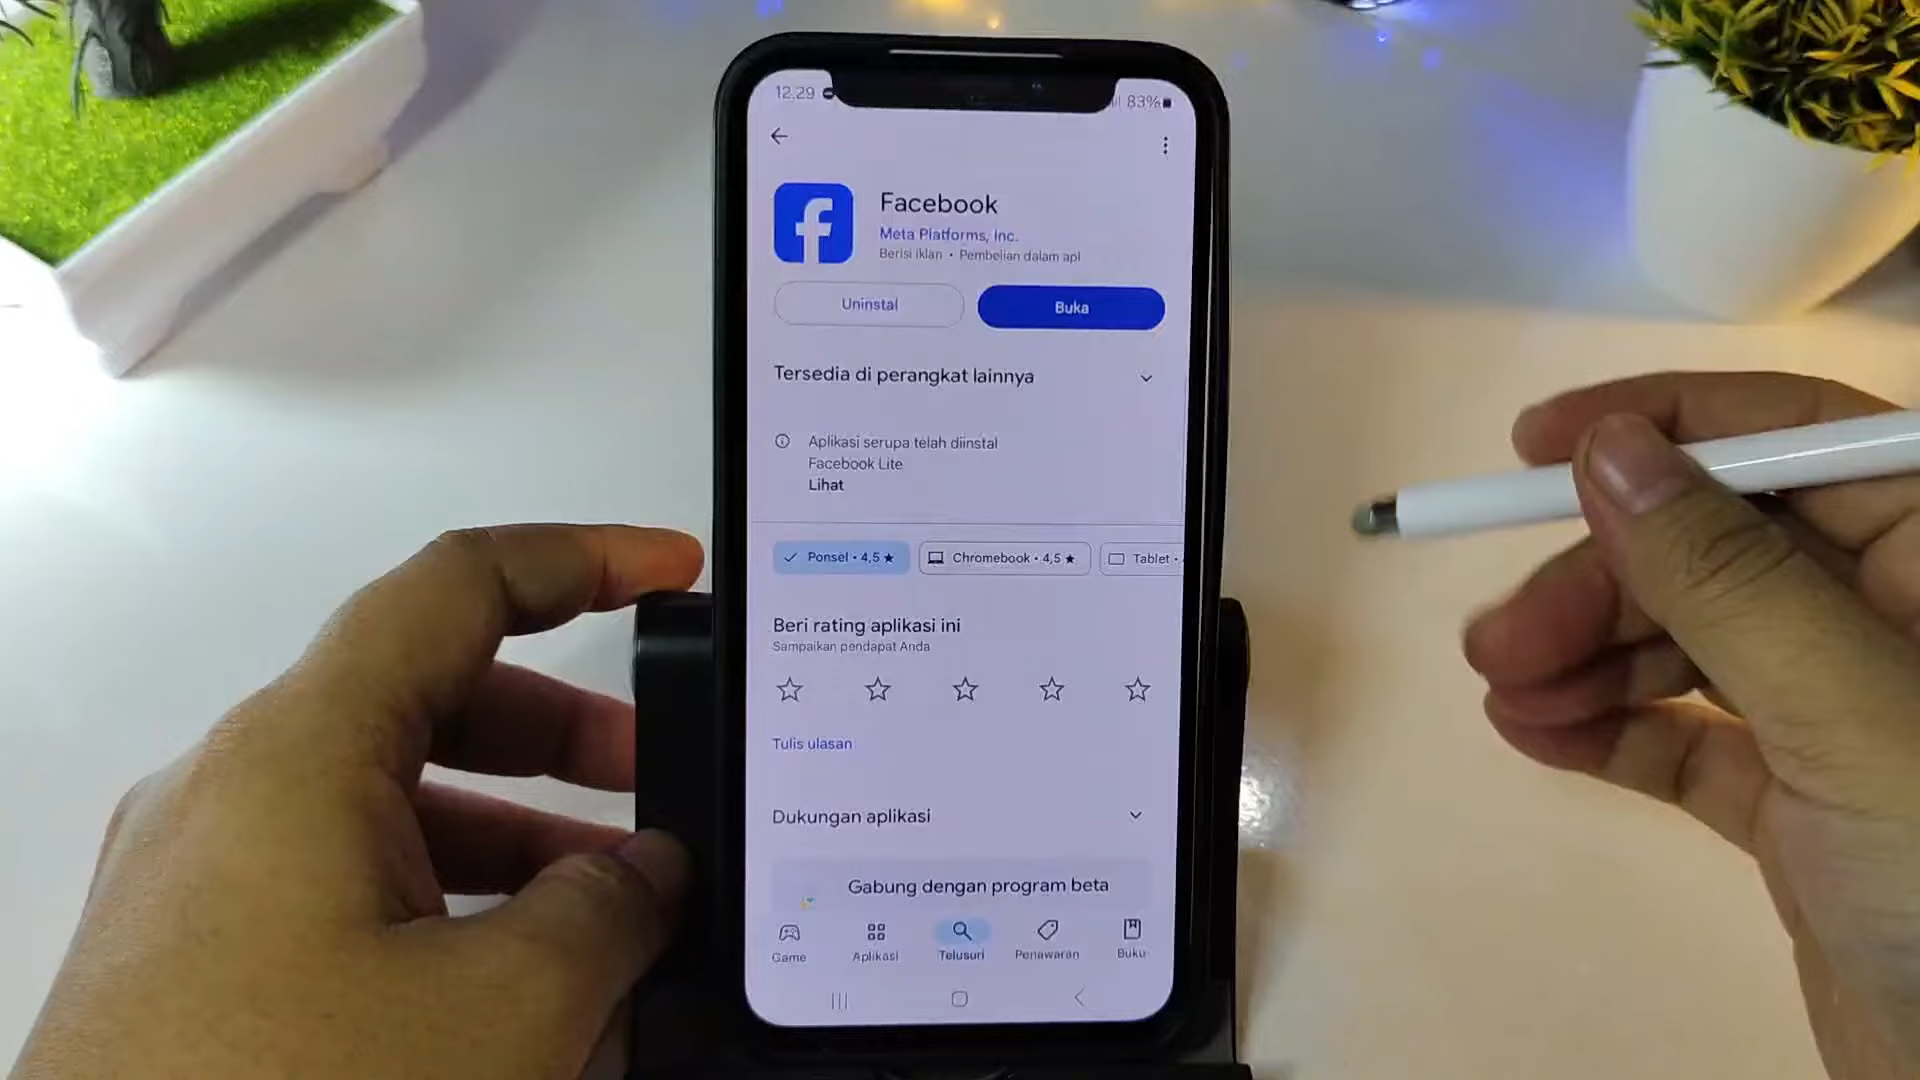 12.29
83%
Facebook
Meta Platforms, Inc.
Berisi iklan • Pembelian dalam apl
Uninstal
Buka
Tersedia di perangkat lainnya
Aplikasi serupa telah diinstal
Facebook Lite
Lihat
Ponsel • 4,5 ★
Chromebook • 4,5 ★
Tablet •
Beri rating aplikasi ini
Sampaikan pendapat Anda
Tulis ulasan
Dukungan aplikasi
Gabung dengan program beta
Game
Aplikasi
Telusuri
Penawaran
Buku